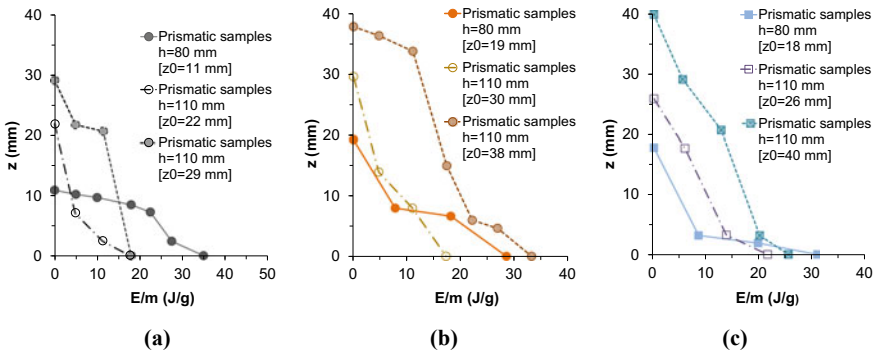 40
30
20
10
0
z (mm)
0 10 20 30 40 50
E/m (J/g)
Prismatic samples
h=80 mm
[z0=11 mm]
Prismatic samples
h=110 mm
[z0=22 mm]
Prismatic samples
h=110 mm
[z0=29 mm]
(a)
40
30
20
10
0
z (mm)
0 10 20 30 40
E/m (J/g)
Prismatic samples
h=80 mm
[z0=19 mm]
Prismatic samples
h=110 mm
[z0=30 mm]
Prismatic samples
h=110 mm
[z0=38 mm]
(b)
40
30
20
10
0
z (mm)
0 10 20 30 40
E/m (J/g)
Prismatic samples
h=80 mm
[z0=18 mm]
Prismatic samples
h=110 mm
[z0=26 mm]
Prismatic samples
h=110 mm
[z0=40 mm]
(c)